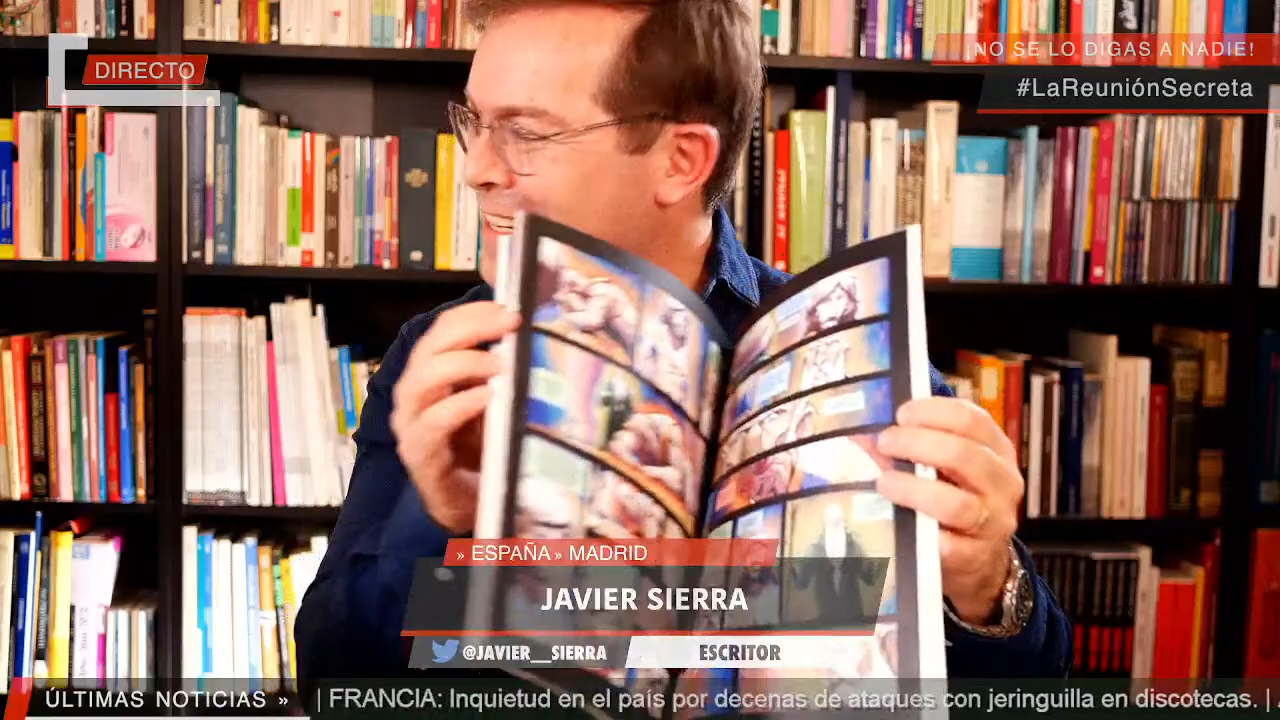 DIRECTO
¡NO SE LO DIGAS A NADIE!
#LaReuniónSecreta
» ESPAÑA » MADRID
JAVIER SIERRA
@JAVIER__SIERRA
ESCRITOR
ÚLTIMAS NOTICIAS »
| FRANCIA: Inquietud en el país por decenas de ataques con jeringuilla en discotecas. |